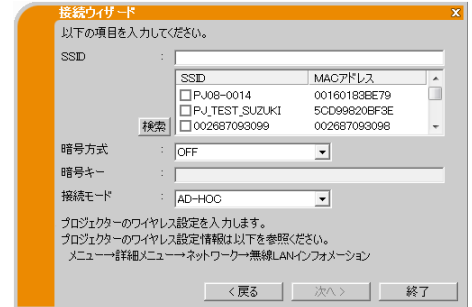 接続ウィザード x
以下の項目を入力してください。
SSID :
SSID MACアドレス
PJ08-0014 00160183BE79
PJ_TEST_SUZUKI 5CD99820BF3E
検索 002687093099 002687093098
暗号方式 : OFF
暗号キー :
接続モード : AD-HOC
プロジェクターのワイヤレス設定を入力します。
プロジェクターのワイヤレス設定情報は以下を参照ください。
メニュー→詳細メニュー→ネットワーク→無線LANインフォメーション
<戻る 次へ> 終了